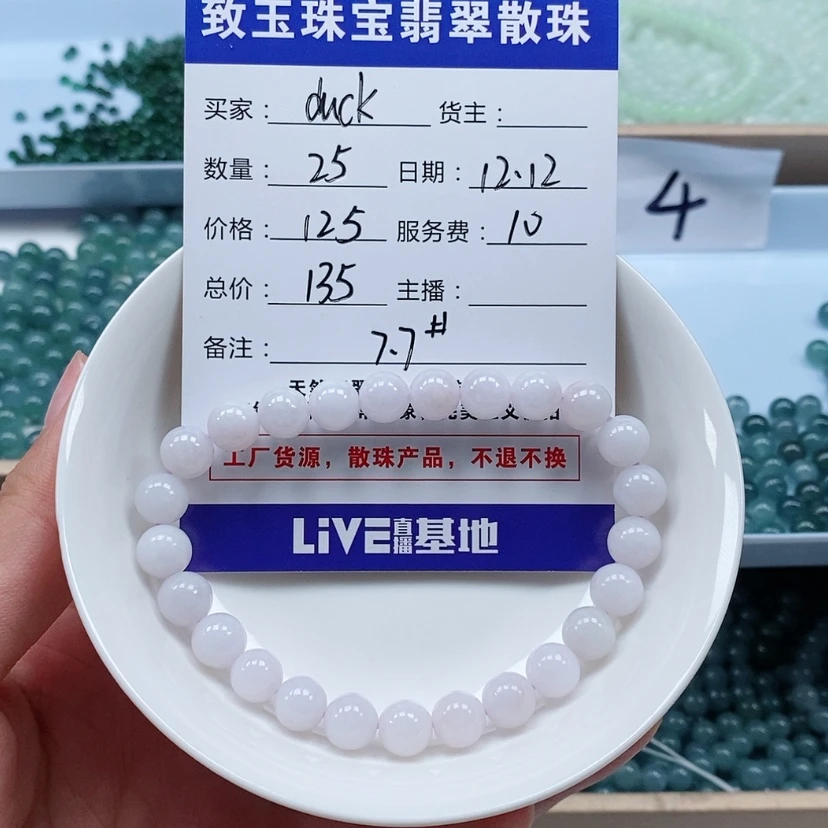 致玉珠宝翡翠散珠
买家： duck 货主：
数量： 25 日期： 12.12
价格： 125 服务费： 10
总价： 135 主播：
备注： 7.7#
4
工厂货源，散珠产品，不退不换
LiVE直播基地